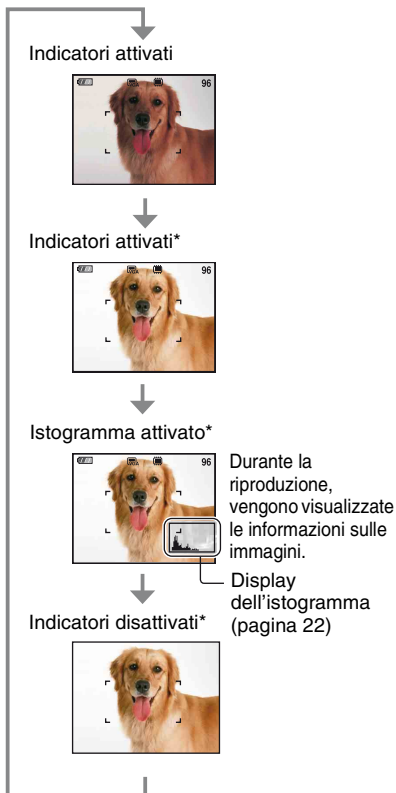 Indicatori attivati
96
Indicatori attivati*
96
Istogramma attivato*
96
Durante la
riproduzione,
vengono visualizzate
le informazioni sulle
immagini.
Display
dell'istogramma
(pagina 22)
Indicatori disattivati*